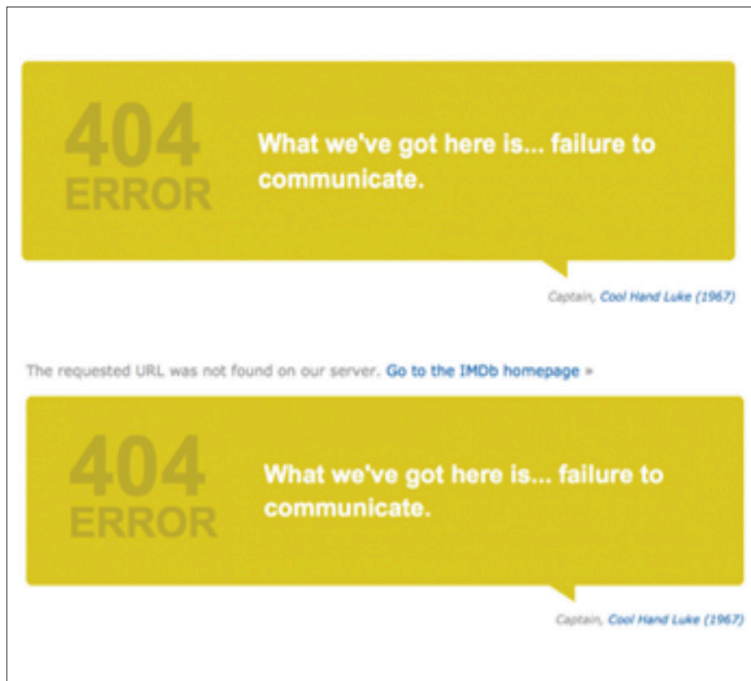 404
ERROR
What we've got here is... failure to
communicate.
Captain, Cool Hand Luke (1967)
The requested URL was not found on our server. Go to the IMDb homepage »
404
ERROR
What we've got here is... failure to
communicate.
Captain, Cool Hand Luke (1967)